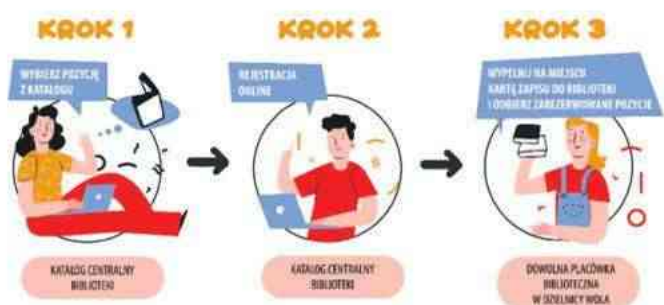 KROK 1
WYBIERZ POZYCJĘ
Z KATALOGU
KATALOG CENTRALNY
BIBLIOTEKI
KROK 2
REJESTRACJA
ONLINE
KATALOG CENTRALNY
BIBLIOTEKI
KROK 3
WYPEŁNIJ NA MIEJSCU
KARTĘ ZAPISU DO BIBLIOTEKI
I ODBIERZ ZAREZERWOWANE POZYCJE
DOWOLNA PLACÓWKA
BIBLIOTECZNA
W DZIELNICY WOLA